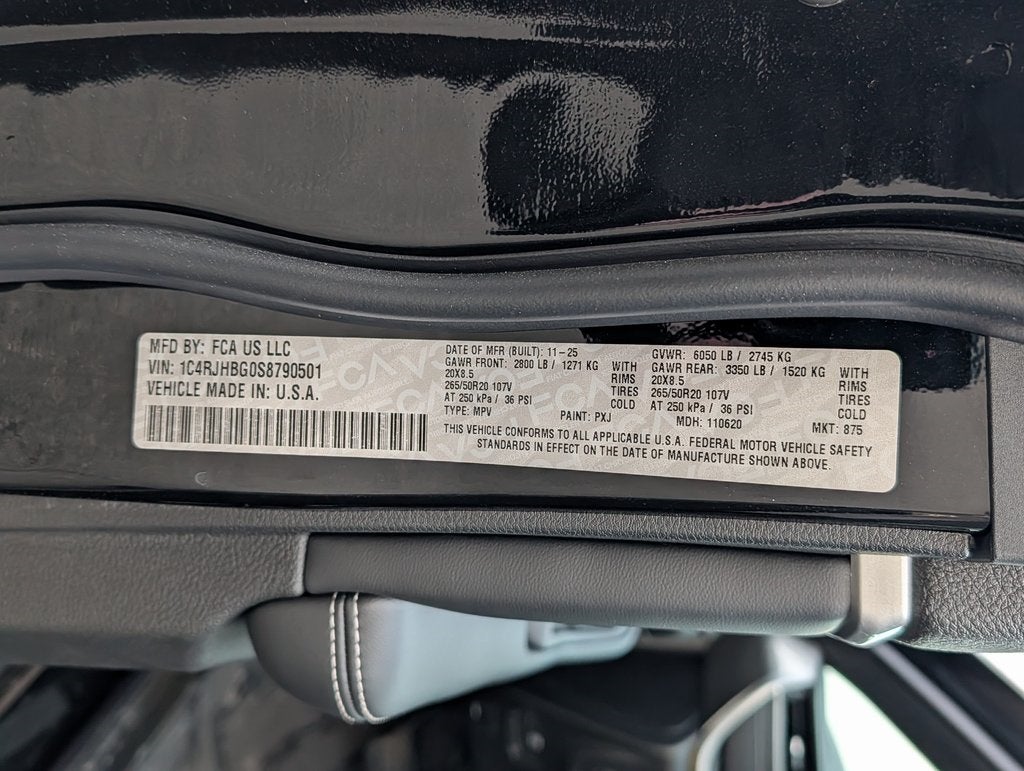 MFD BY: FCA US LLC
VIN: 1C4RJHBG0S8790501
VEHICLE MADE IN: U.S.A.
DATE OF MFR (BUILT): 11-25
GAWR FRONT: 2800 LB / 1271 KG WITH
20X8.5 RIMS
265/50R20 107V TIRES
AT 250 kPa / 36 PSI COLD
TYPE: MPV PAINT: PXJ
GVWR: 6050 LB / 2745 KG
GAWR REAR: 3350 LB / 1520 KG WITH
20X8.5 RIMS
265/50R20 107V TIRES
AT 250 kPa / 36 PSI COLD
MDH: 110620 MKT: 875
THIS VEHICLE CONFORMS TO ALL APPLICABLE U.S.A. FEDERAL MOTOR VEHICLE SAFETY
STANDARDS IN EFFECT ON THE DATE OF MANUFACTURE SHOWN ABOVE.